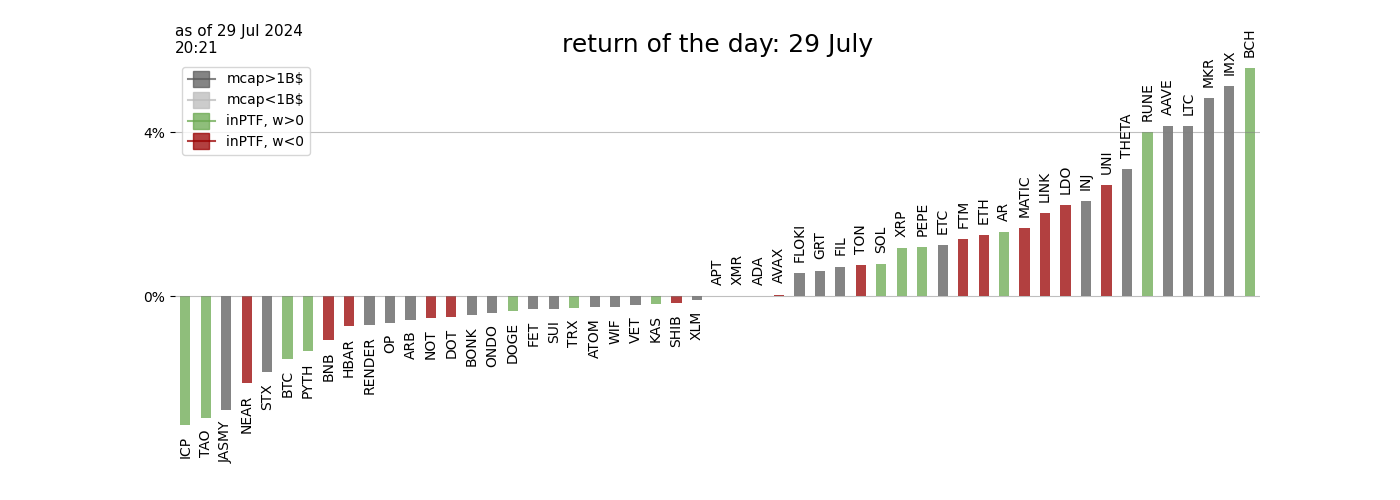 as of 29 Jul 2024
20:21
return of the day: 29 July
mcap>1B$
mcap<1B$
inPTF, w>0
inPTF, w<0
4%
0%
ICP
TAO
JASMY
NEAR
STX
BTC
PYTH
BNB
HBAR
RENDER
OP
ARB
NOT
DOT
BONK
ONDO
DOGE
FET
SUI
TRX
ATOM
WIF
VET
KAS
SHIB
XLM
APT
XMR
ADA
AVAX
FLOKI
GRT
FIL
TON
SOL
XRP
PEPE
ETC
FTM
ETH
AR
MATIC
LINK
LDO
INJ
UNI
THETA
RUNE
AAVE
LTC
MKR
IMX
BCH